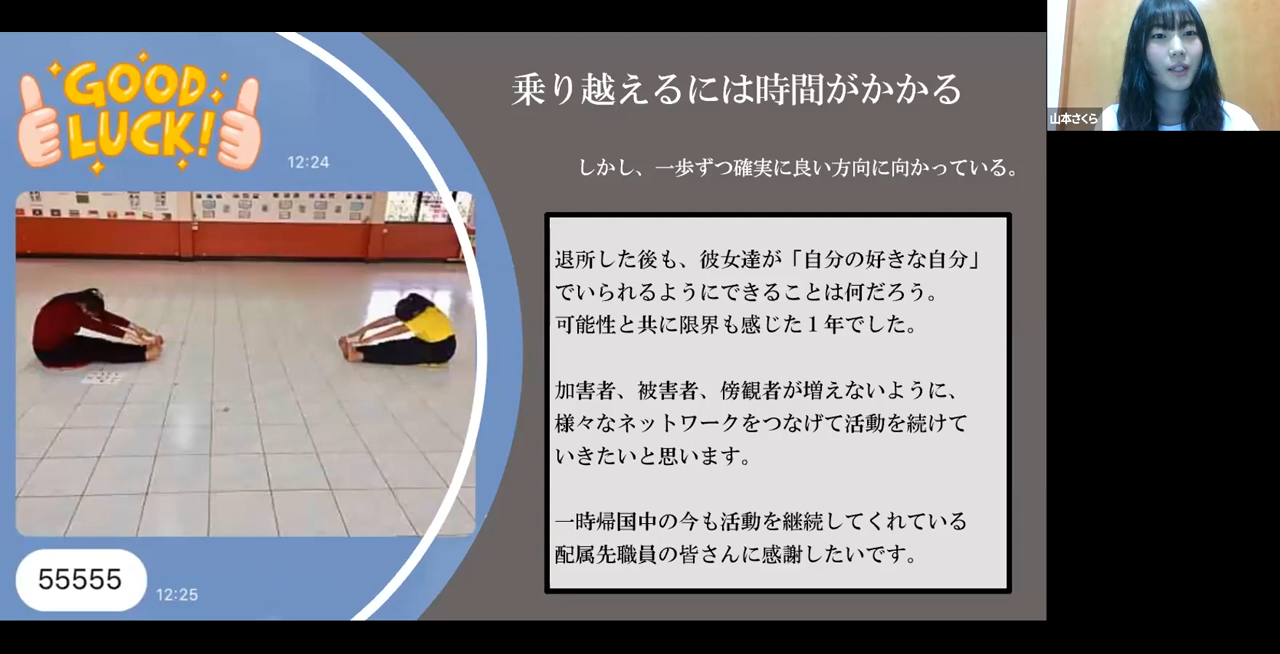 GOOD
LUCK!
12:24
55555
12:25
乗り越えるには時間がかかる
しかし、一歩ずつ確実に良い方向に向かっている。
退所した後も、彼女達が「自分の好きな自分」
でいられるようにできることは何だろう。
可能性と共に限界も感じた１年でした。
加害者、被害者、傍観者が増えないように、
様々なネットワークをつなげて活動を続けて
いきたいと思います。
一時帰国中の今も活動を継続してくれている
配属先職員の皆さんに感謝したいです。
山本さくら